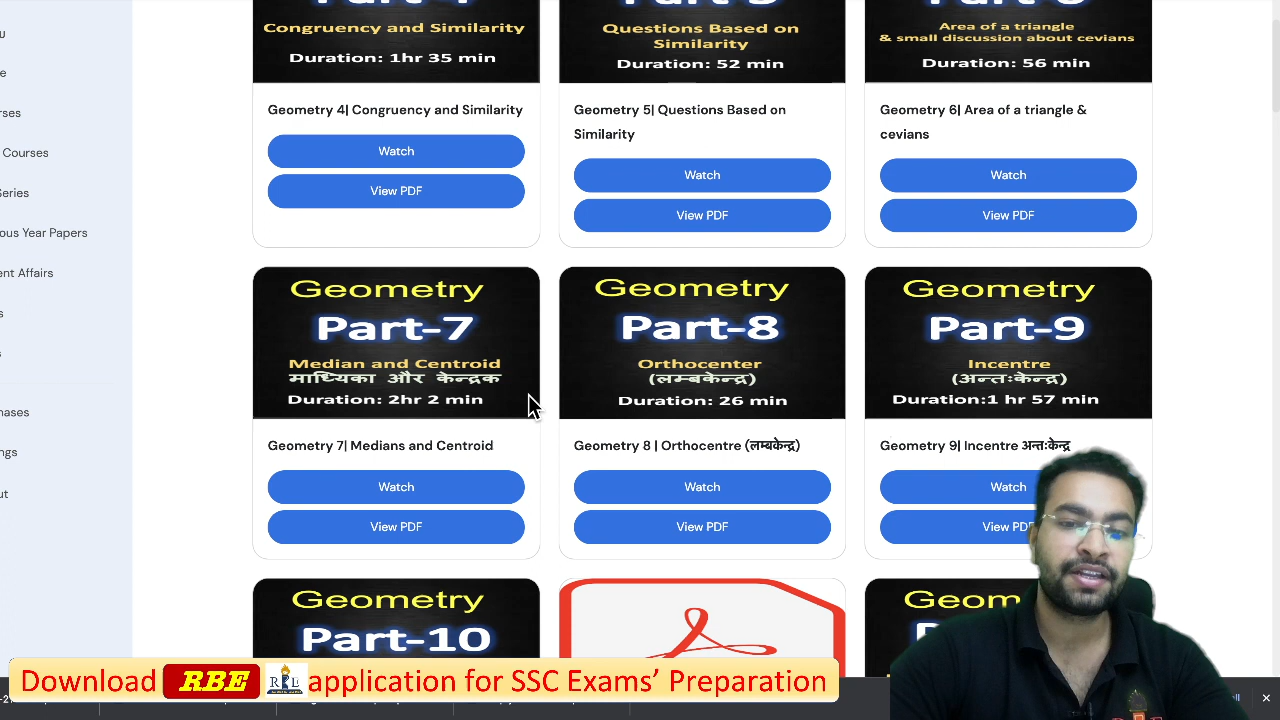 Congruency and Similarity
Duration: 1hr 35 min
Questions Based on
Similarity
Duration: 52 min
Area of a triangle
& small discussion about cevians
Duration: 56 min
Geometry 4| Congruency and Similarity
Watch
View PDF
Geometry 5| Questions Based on
Similarity
Watch
View PDF
Geometry 6| Area of a triangle &
cevians
Watch
View PDF
Courses
ous Year Papers
Geometry
Part-7
Median and Centroid
माध्यिका और केन्द्रक
Duration: 2hr 2 min
Geometry 7| Medians and Centroid
Watch
View PDF
Geometry
Part-8
Orthocenter
(लम्बकेन्द्र)
Duration: 26 min
Geometry 8 | Orthocentre (लम्बकेन्द्र)
Watch
View PDF
Geometry
Part-9
Incentre
(अन्तःकेन्द्र)
Duration:1 hr 57 min
Geometry 9| Incentre अन्तःकेन्द्र
Watch
View PDF
Geometry
Part-10
Geom
Download RBE application for SSC Exams' Preparation